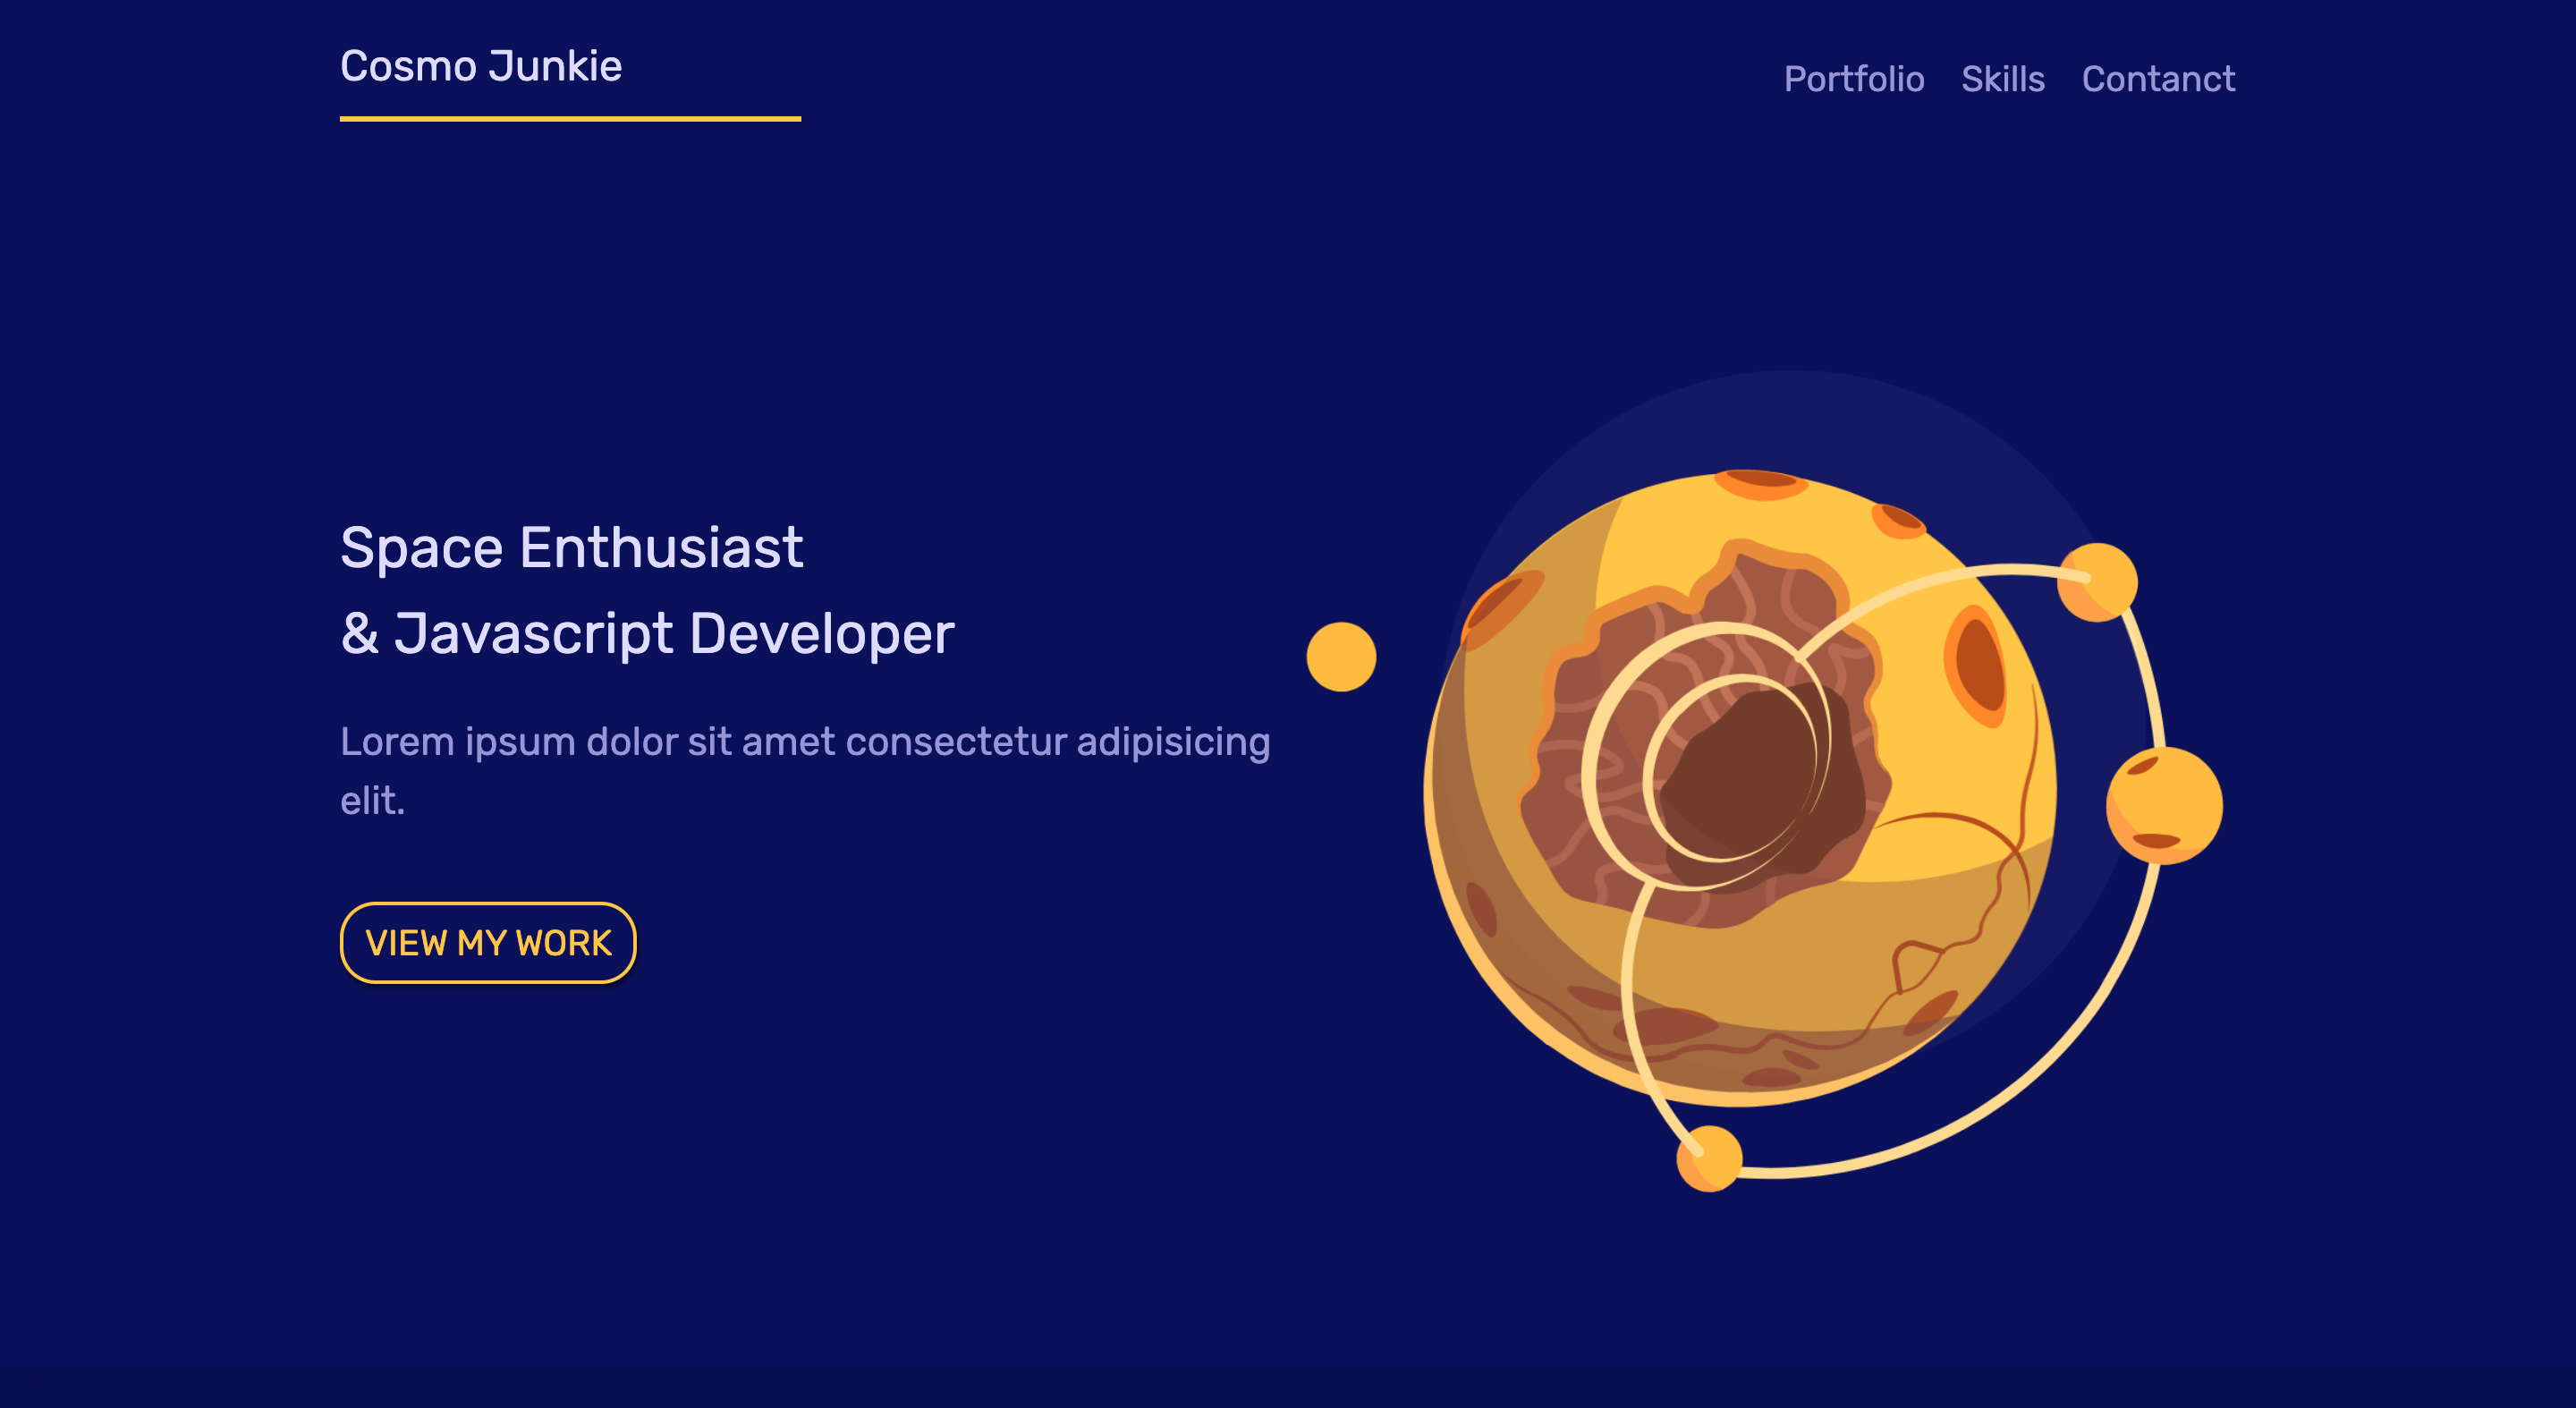 Cosmo Junkie
Portfolio Skills Contanct
Space Enthusiast
& Javascript Developer
Lorem ipsum dolor sit amet consectetur adipisicing
elit.
VIEW MY WORK